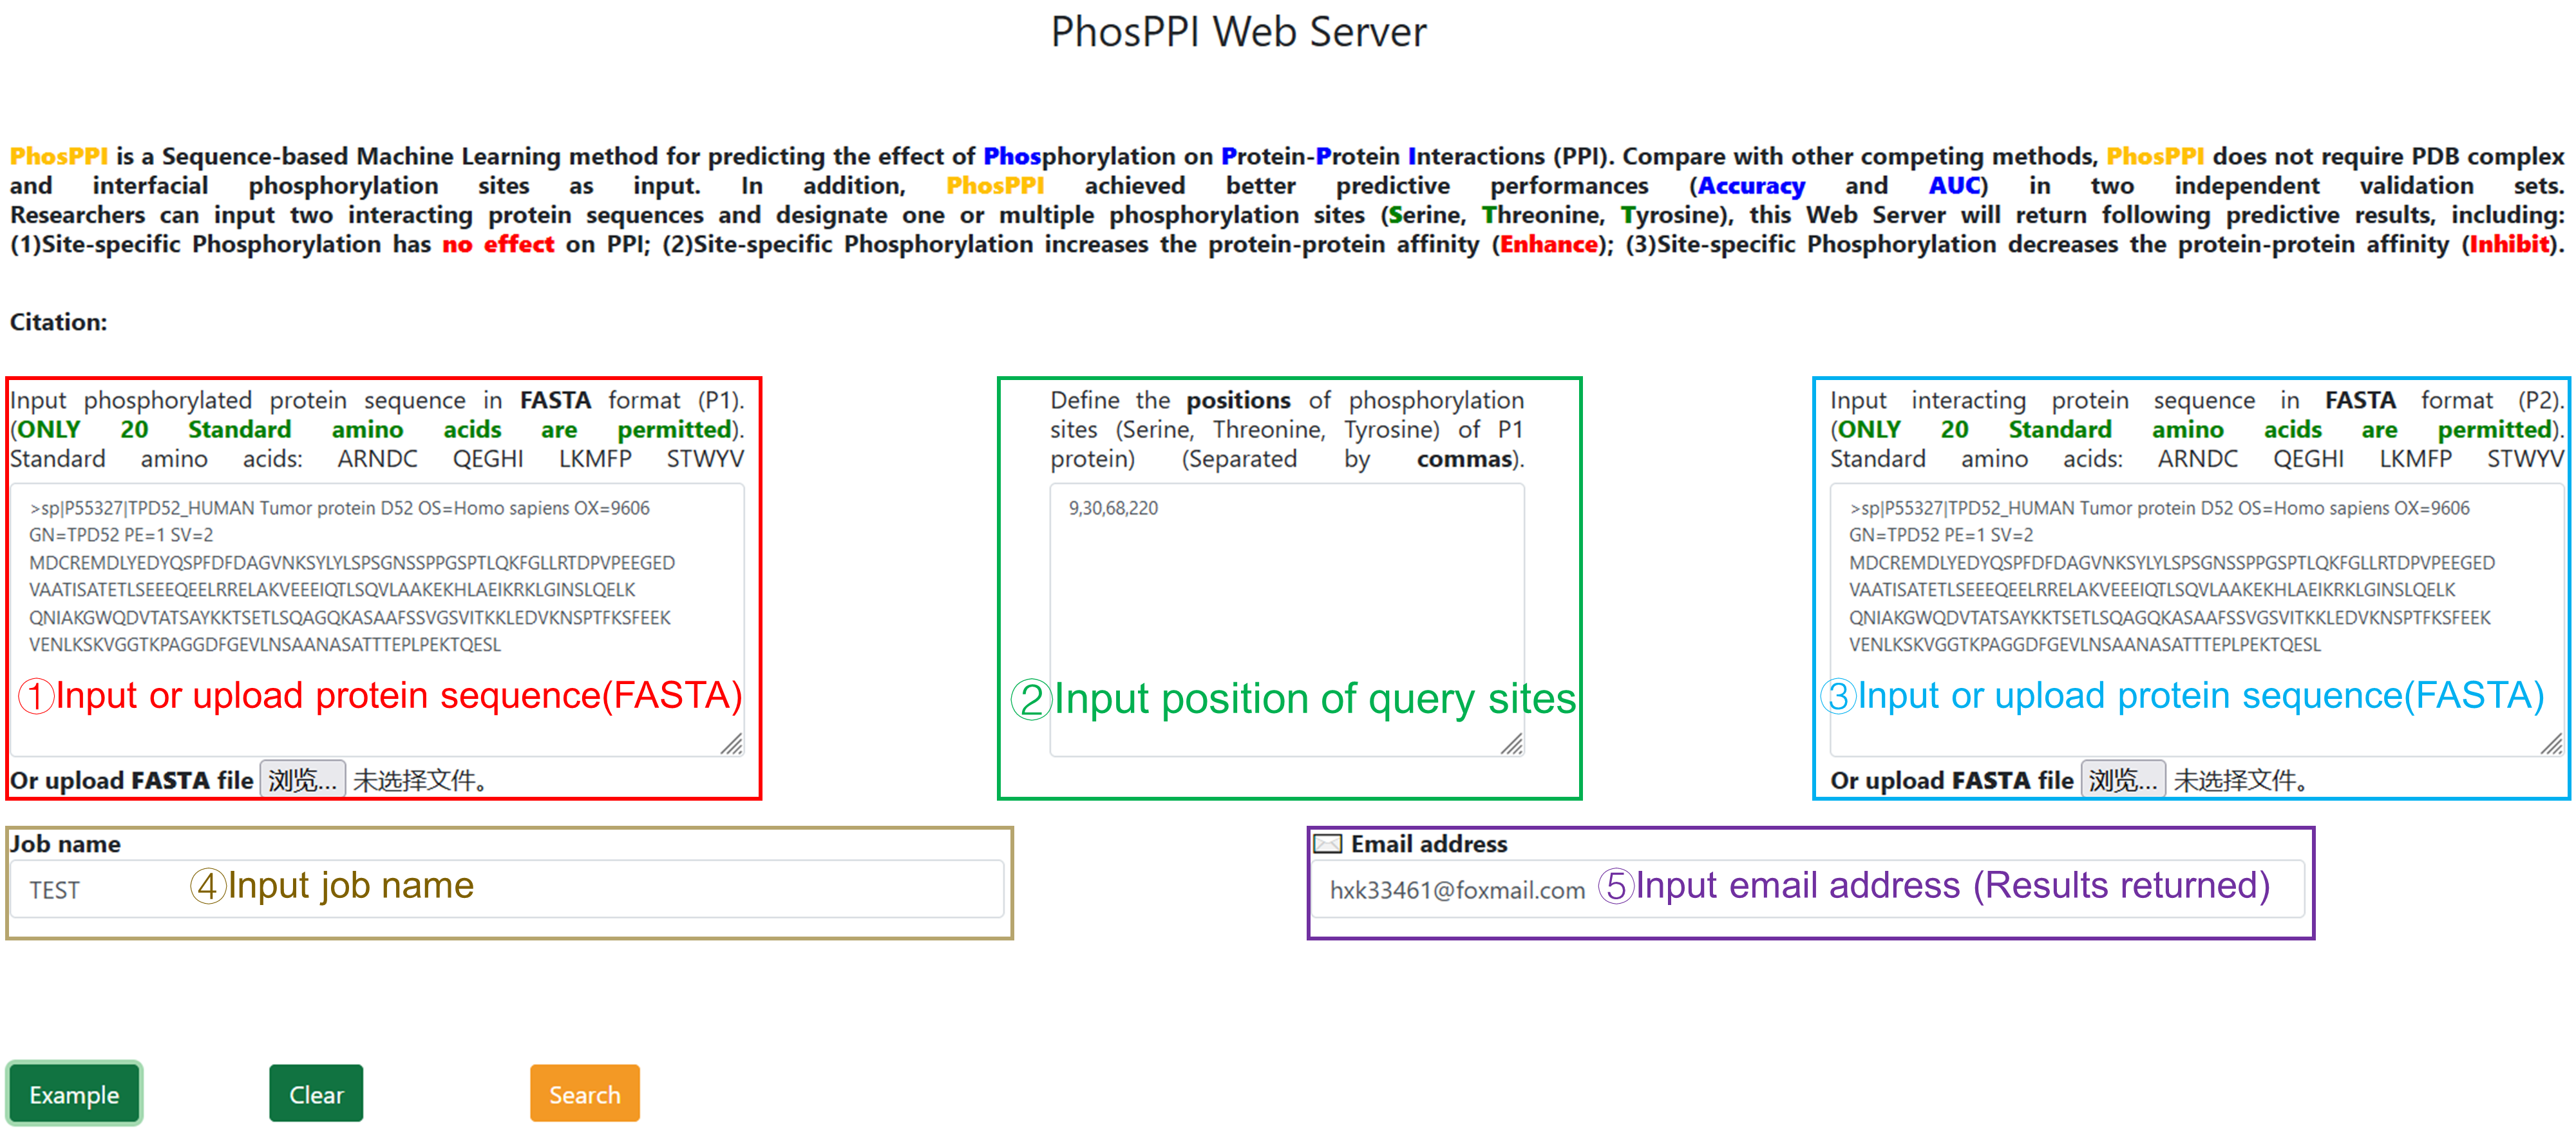 PhosPPI Web Server
PhosPPI is a Sequence-based Machine Learning method for predicting the effect of Phosphorylation on Protein-Protein Interactions (PPI). Compare with other competing methods, PhosPPI does not require PDB complex
and interfacial phosphorylation sites as input. In addition, PhosPPI achieved better predictive performances (Accuracy and AUC) in two independent validation sets.
Researchers can input two interacting protein sequences and designate one or multiple phosphorylation sites (Serine, Threonine, Tyrosine), this Web Server will return following predictive results, including:
(1)Site-specific Phosphorylation has no effect on PPI; (2)Site-specific Phosphorylation increases the protein-protein affinity (Enhance); (3)Site-specific Phosphorylation decreases the protein-protein affinity (Inhibit).
Citation:
Input phosphorylated protein sequence in FASTA format (P1).
(ONLY 20 Standard amino acids are permitted).
Standard amino acids: ARNDC QEGHI LKMFP STWYV
>sp|P55327|TPD52_HUMAN Tumor protein D52 OS=Homo sapiens OX=9606
GN=TPD52 PE=1 SV=2
MDCREMDLYEDYQSPFDFDAGVNKSYLYLSPSGNSSPPGSPTLQKFGLLRTDPVPEEGED
VAATISATETLSEEEQEELRRELAKVEEEIQTLSQVLAAKEKHLAEIKRKLGINSLQELK
QNIAKGWQDVTATSAYKKTSETLSQAGQKASAAFSSVGSVITKKLEDVKNSPTFKSFEEK
VENLKSKVGGTKPAGGDFGEVLNSAANASATTTEPLPEKTQESL
①Input or upload protein sequence(FASTA)
Or upload FASTA file 浏览... 未选择文件。
Define the positions of phosphorylation
sites (Serine, Threonine, Tyrosine) of P1
protein) (Separated by commas).
9,30,68,220
②Input position of query sites
Input interacting protein sequence in FASTA format (P2).
(ONLY 20 Standard amino acids are permitted).
Standard amino acids: ARNDC QEGHI LKMFP STWYV
>sp|P55327|TPD52_HUMAN Tumor protein D52 OS=Homo sapiens OX=9606
GN=TPD52 PE=1 SV=2
MDCREMDLYEDYQSPFDFDAGVNKSYLYLSPSGNSSPPGSPTLQKFGLLRTDPVPEEGED
VAATISATETLSEEEQEELRRELAKVEEEIQTLSQVLAAKEKHLAEIKRKLGINSLQELK
QNIAKGWQDVTATSAYKKTSETLSQAGQKASAAFSSVGSVITKKLEDVKNSPTFKSFEEK
VENLKSKVGGTKPAGGDFGEVLNSAANASATTTEPLPEKTQESL
③Input or upload protein sequence(FASTA)
Or upload FASTA file 浏览... 未选择文件。
Job name
TEST ④Input job name
Email address
hxk33461@foxmail.com ⑤Input email address (Results returned)
Example Clear Search